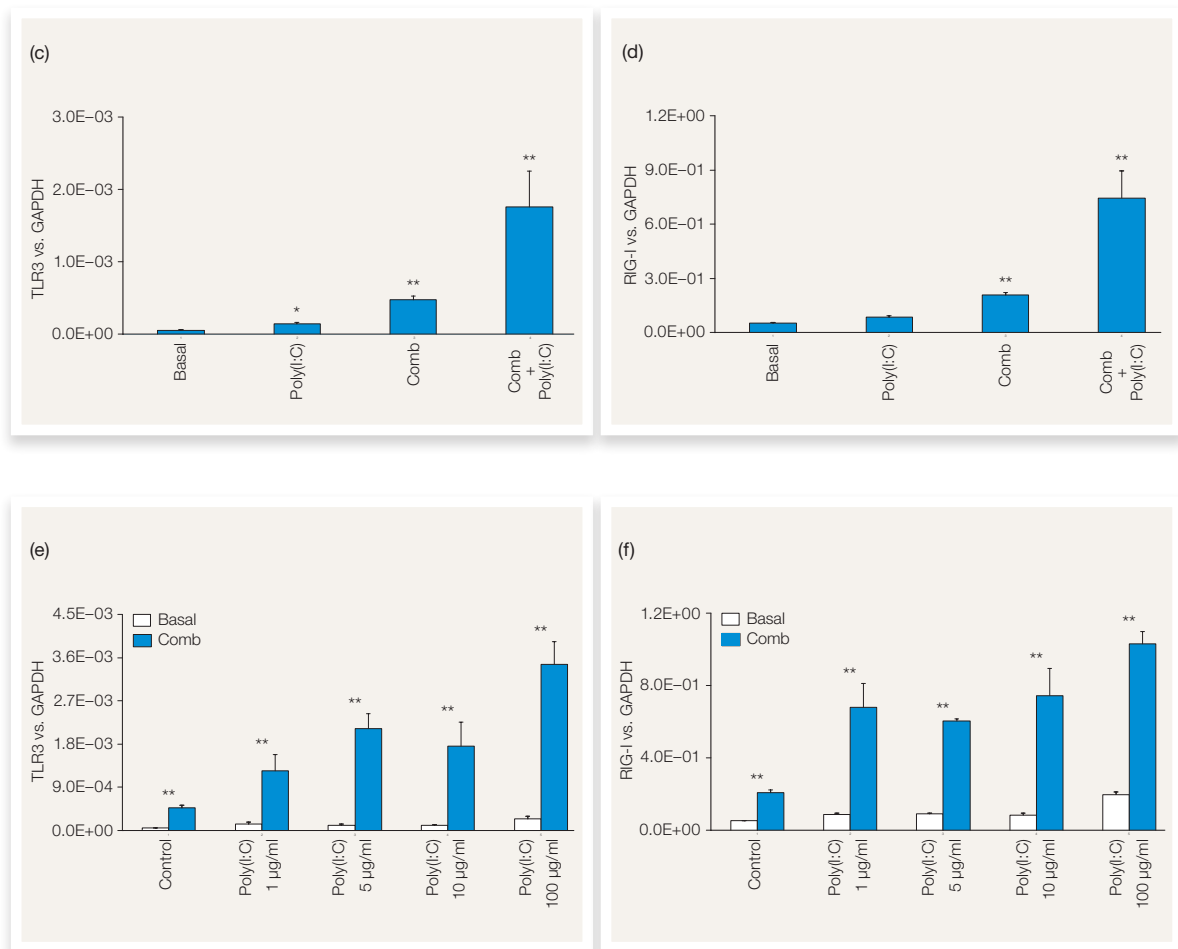 (c)
TLR3 vs. GAPDH
3.0E–03
2.0E–03
1.0E–03
0.0E+00
*
**
**
Basal
Poly(I:C)
Comb
Comb
+
Poly(I:C)
(d)
RIG-I vs. GAPDH
1.2E+00
9.0E–01
6.0E–01
3.0E–01
0.0E+00
**
**
Basal
Poly(I:C)
Comb
Comb
+
Poly(I:C)
(e)
TLR3 vs. GAPDH
4.5E–03
3.6E–03
2.7E–03
1.8E–03
9.0E–04
0.0E+00
Basal
Comb
**
**
**
**
**
Control
Poly(I:C)
1 µg/ml
Poly(I:C)
5 µg/ml
Poly(I:C)
10 µg/ml
Poly(I:C)
100 µg/ml
(f)
RIG-I vs. GAPDH
1.2E+00
8.0E–01
4.0E–01
0.0E+00
Basal
Comb
**
**
**
**
**
Control
Poly(I:C)
1 µg/ml
Poly(I:C)
5 µg/ml
Poly(I:C)
10 µg/ml
Poly(I:C)
100 µg/ml